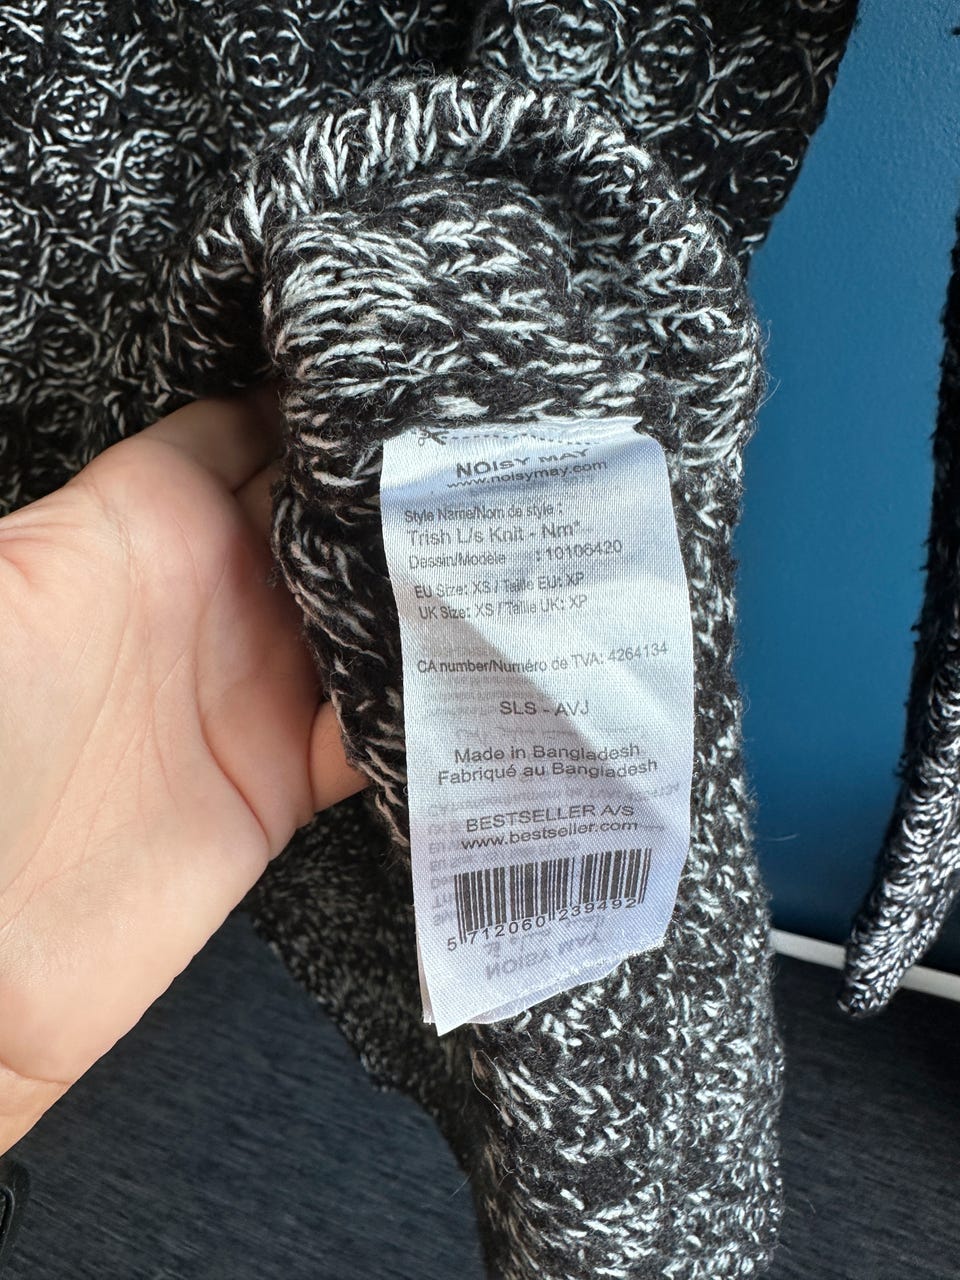 NOISY MAY
www.noisymay.com
Style Name/Nom de style :
Trish L/s Knit - Nm*
Dessin/Modèle : 10106420
EU Size: XS / Taille EU: XP
UK Size: XS / Taille UK: XP
CA number/Numéro de TVA: 4264134
SLS - AVJ
Made in Bangladesh
Fabriqué au Bangladesh
BESTSELLER A/S
www.bestseller.com
5 712060 239492